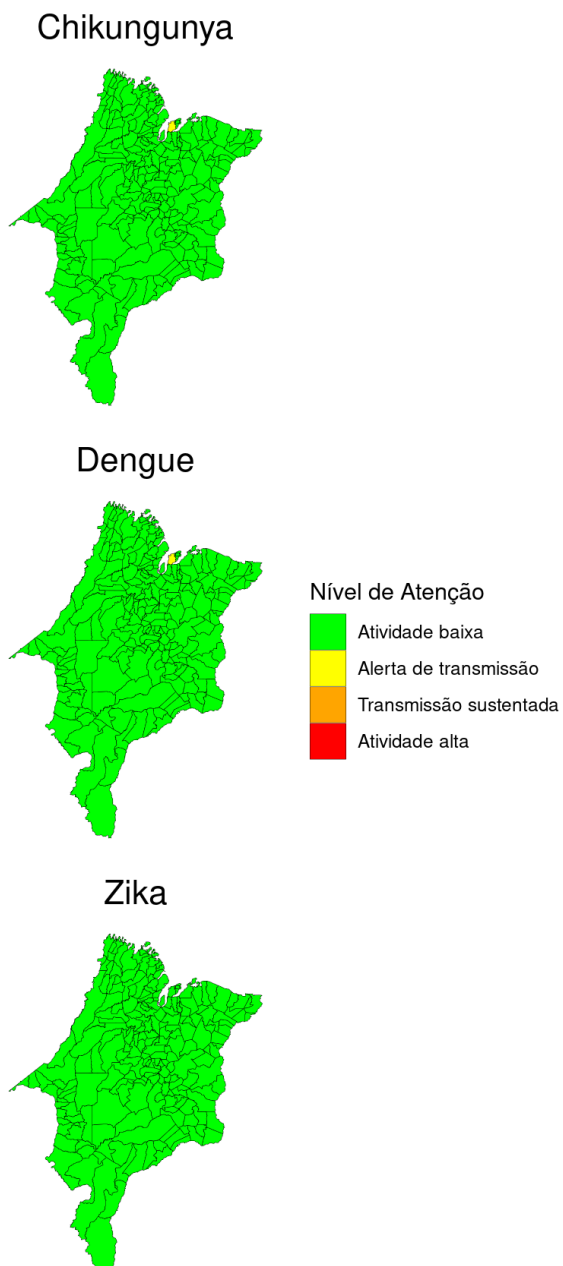 Chikungunya
Dengue
Nível de Atenção
Atividade baixa
Alerta de transmissão
Transmissão sustentada
Atividade alta
Zika